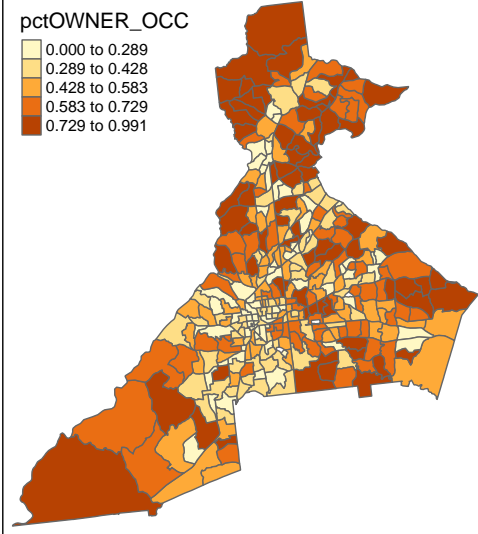 pctOWNER_OCC
0.000 to 0.289
0.289 to 0.428
0.428 to 0.583
0.583 to 0.729
0.729 to 0.991